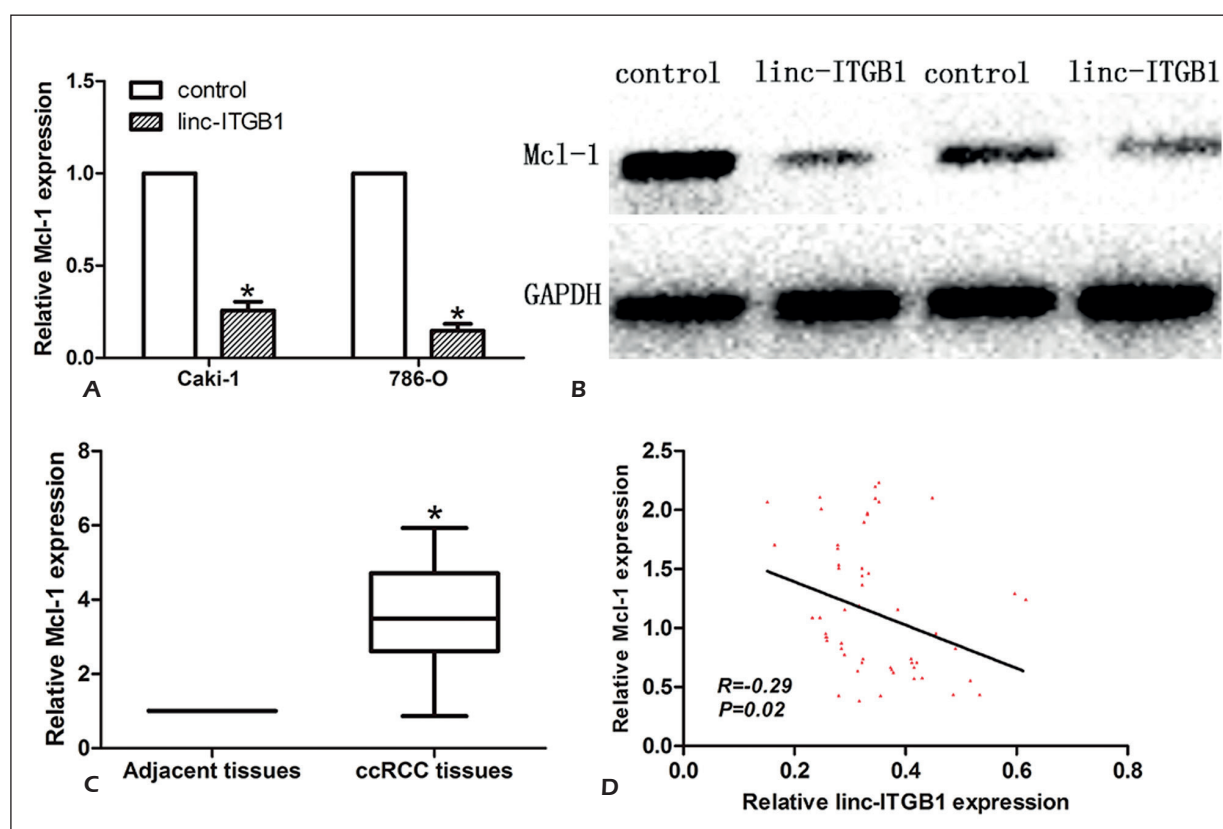 1.5
control
linc-ITGB1
1.0
0.5
0.0
Relative Mcl-1 expression
*
*
Caki-1
786-O
A
control linc-ITGB1 control linc-ITGB1
Mcl-1
GAPDH
B
8
6
4
2
0
Relative Mcl-1 expression
*
Adjacent tissues
ccRCC tissues
C
2.5
2.0
1.5
1.0
0.5
0.0
Relative Mcl-1 expression
R=-0.29
P=0.02
0.0 0.2 0.4 0.6 0.8
Relative linc-ITGB1 expression
D